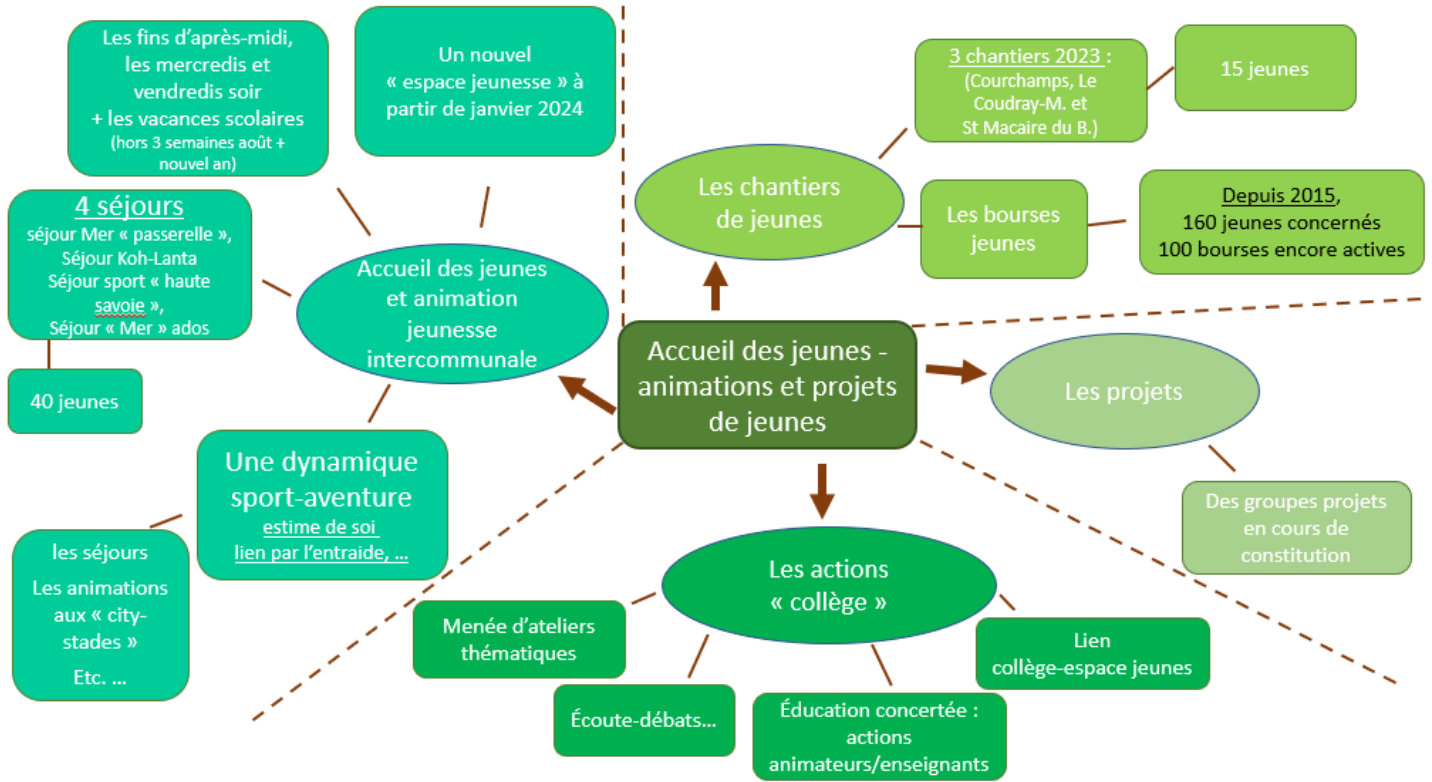 Les fins d’après-midi,
les mercredis et
vendredis soir
+ les vacances scolaires
(hors 3 semaines août +
nouvel an)
Un nouvel
« espace jeunesse » à
partir de janvier 2024
4 séjours
séjour Mer « passerelle »,
Séjour Koh-Lanta
Séjour sport « haute
savoie »,
Séjour « Mer » ados
40 jeunes
Accueil des jeunes
et animation
jeunesse
intercommunale
Une dynamique
sport-aventure
estime de soi
lien par l’entraide, …
les séjours
Les animations
aux « city-
stades »
Etc. …
3 chantiers 2023 :
(Courchamps, Le
Coudray-M. et
St Macaire du B.)
15 jeunes
Les chantiers
de jeunes
Les bourses
jeunes
Depuis 2015,
160 jeunes concernés
100 bourses encore actives
Accueil des jeunes -
animations et projets
de jeunes
Les projets
Des groupes projets
en cours de
constitution
Les actions
« collège »
Menée d’ateliers
thématiques
Écoute-débats…
Éducation concertée :
actions
animateurs/enseignants
Lien
collège-espace jeunes